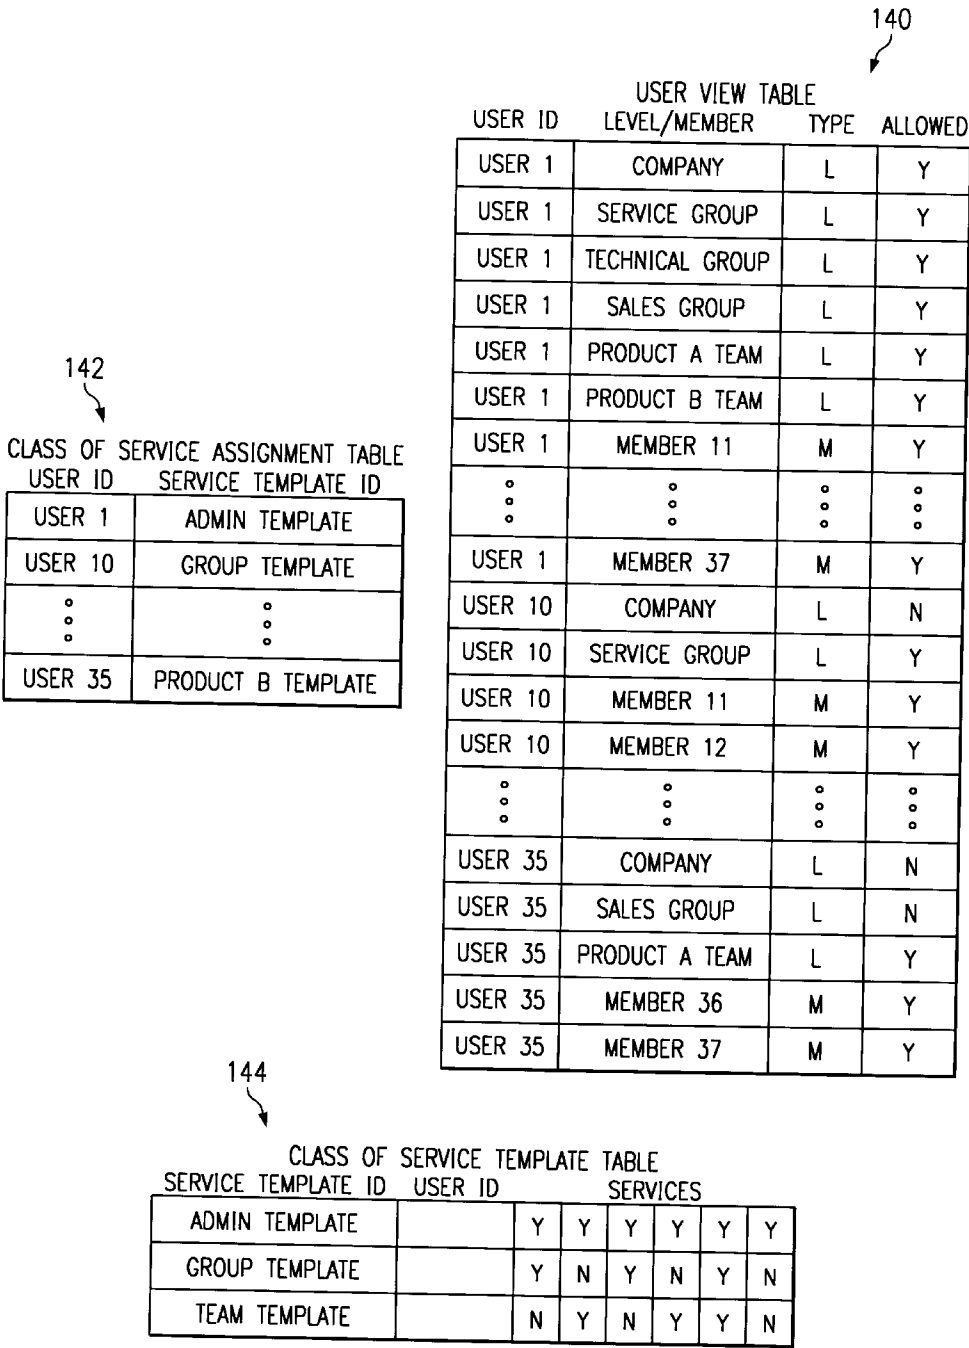 140
USER VIEW TABLE
USER ID LEVEL/MEMBER TYPE ALLOWED
USER 1 COMPANY L Y
USER 1 SERVICE GROUP L Y
USER 1 TECHNICAL GROUP L Y
USER 1 SALES GROUP L Y
USER 1 PRODUCT A TEAM L Y
USER 1 PRODUCT B TEAM L Y
USER 1 MEMBER 11 M Y
USER 1 MEMBER 37 M Y
USER 10 COMPANY L N
USER 10 SERVICE GROUP L Y
USER 10 MEMBER 11 M Y
USER 10 MEMBER 12 M Y
USER 35 COMPANY L N
USER 35 SALES GROUP L N
USER 35 PRODUCT A TEAM L Y
USER 35 MEMBER 36 M Y
USER 35 MEMBER 37 M Y
142
CLASS OF SERVICE ASSIGNMENT TABLE
USER ID SERVICE TEMPLATE ID
USER 1 ADMIN TEMPLATE
USER 10 GROUP TEMPLATE
USER 35 PRODUCT B TEMPLATE
144
CLASS OF SERVICE TEMPLATE TABLE
SERVICE TEMPLATE ID USER ID SERVICES
ADMIN TEMPLATE Y Y Y Y Y Y
GROUP TEMPLATE Y N Y N Y N
TEAM TEMPLATE N Y N Y Y N